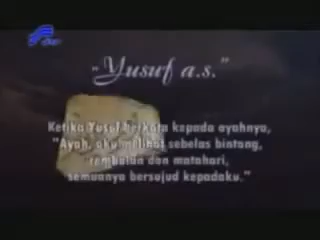 "Yusuf a.s."
Ketika Yusuf berkata kepada ayahnya,
"Ayah, aku melihat sebelas bintang,
rembulan dan matahari,
semuanya bersujud kepadaku."